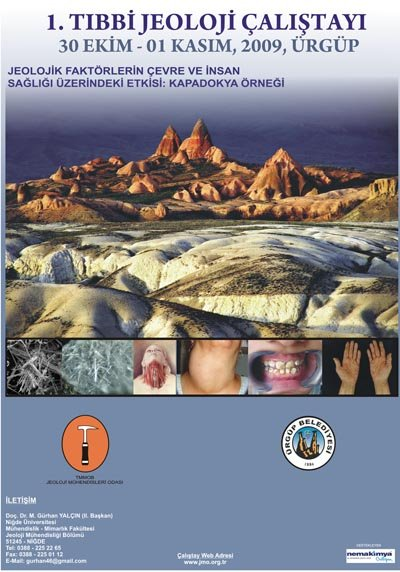 1. TIBBİ JEOLOJİ ÇALIŞTAYI
30 EKİM - 01 KASIM, 2009, ÜRGÜP
JEOLOJİK FAKTÖRLERİN ÇEVRE VE İNSAN
SAĞLIĞI ÜZERİNDEKİ ETKİSİ: KAPADOKYA ÖRNEĞİ
TMMOB
JEOLOJİ MÜHENDİSLERİ ODASI
ÜRGÜP BELEDİYESİ
İLETİŞİM
Doç. Dr. M. Gürhan YALÇIN (II. Başkan)
Niğde Üniversitesi
Mühendislik - Mimarlık Fakültesi
Jeoloji Mühendisliği Bölümü
51245 - NİĞDE
Tel: 0388 - 225 22 65
Fax: 0388 - 225 01 12
E-Mail: gurhan46@gmail.com
Çalıştay Web Adresi
www.jmo.org.tr
nemakimya